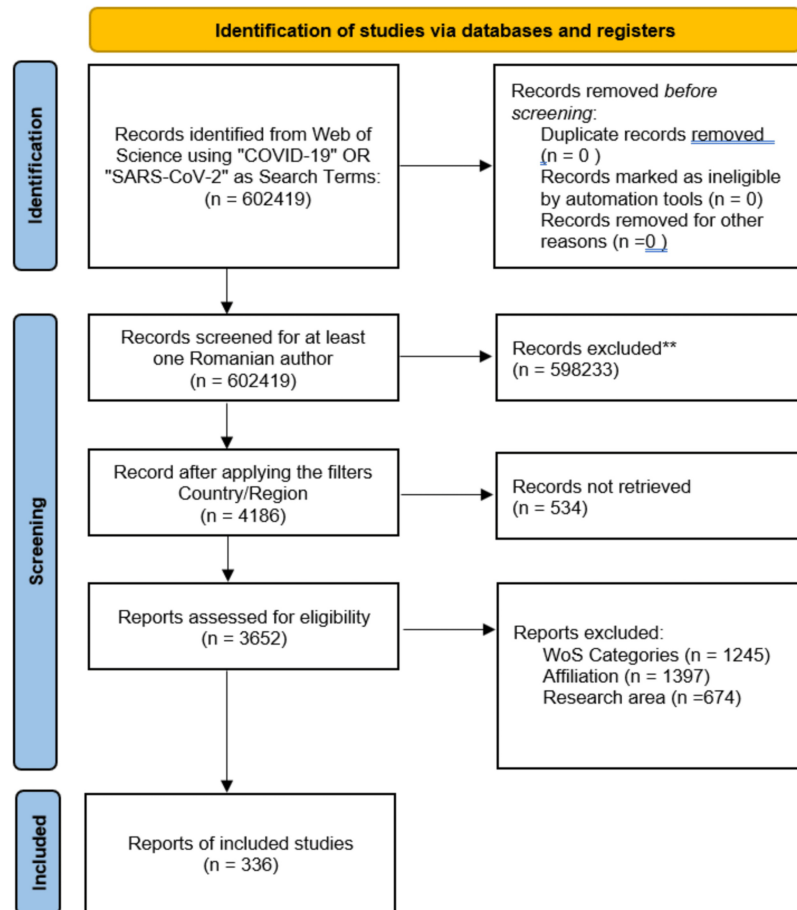 Identification of studies via databases and registers
Identification
Records identified from Web of
Science using "COVID-19" OR
"SARS-CoV-2" as Search Terms:
(n = 602419)
Records removed before
screening:
Duplicate records removed
(n = 0 )
Records marked as ineligible
by automation tools (n = 0)
Records removed for other
reasons (n =0 )
Screening
Records screened for at least
one Romanian author
(n = 602419)
Records excluded**
(n = 598233)
Record after applying the filters
Country/Region
(n = 4186)
Records not retrieved
(n = 534)
Reports assessed for eligibility
(n = 3652)
Reports excluded:
WoS Categories (n = 1245)
Affiliation (n = 1397)
Research area (n =674)
Included
Reports of included studies
(n = 336)